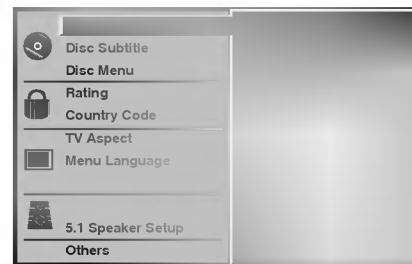 Disc Subtitle
Disc Menu
Rating
Country Code
TV Aspect
Menu Language
5.1 Speaker Setup
Others